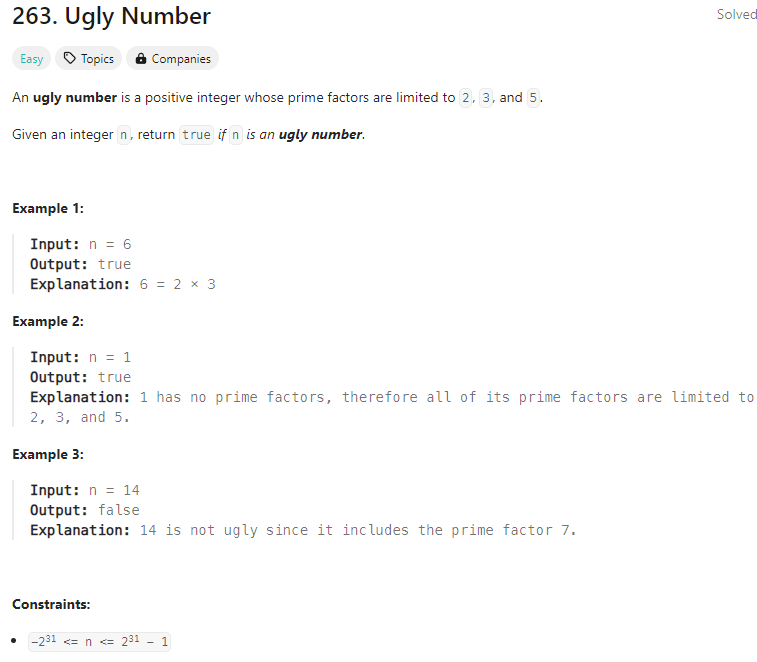 263. Ugly Number
Solved
Easy
Topics
Companies
An ugly number is a positive integer whose prime factors are limited to 2, 3, and 5.
Given an integer n, return true if n is an ugly number.
Example 1:
Input: n = 6
Output: true
Explanation: 6 = 2 × 3
Example 2:
Input: n = 1
Output: true
Explanation: 1 has no prime factors, therefore all of its prime factors are limited to
2, 3, and 5.
Example 3:
Input: n = 14
Output: false
Explanation: 14 is not ugly since it includes the prime factor 7.
Constraints:
• −2³¹ <= n <= 2³¹ − 1